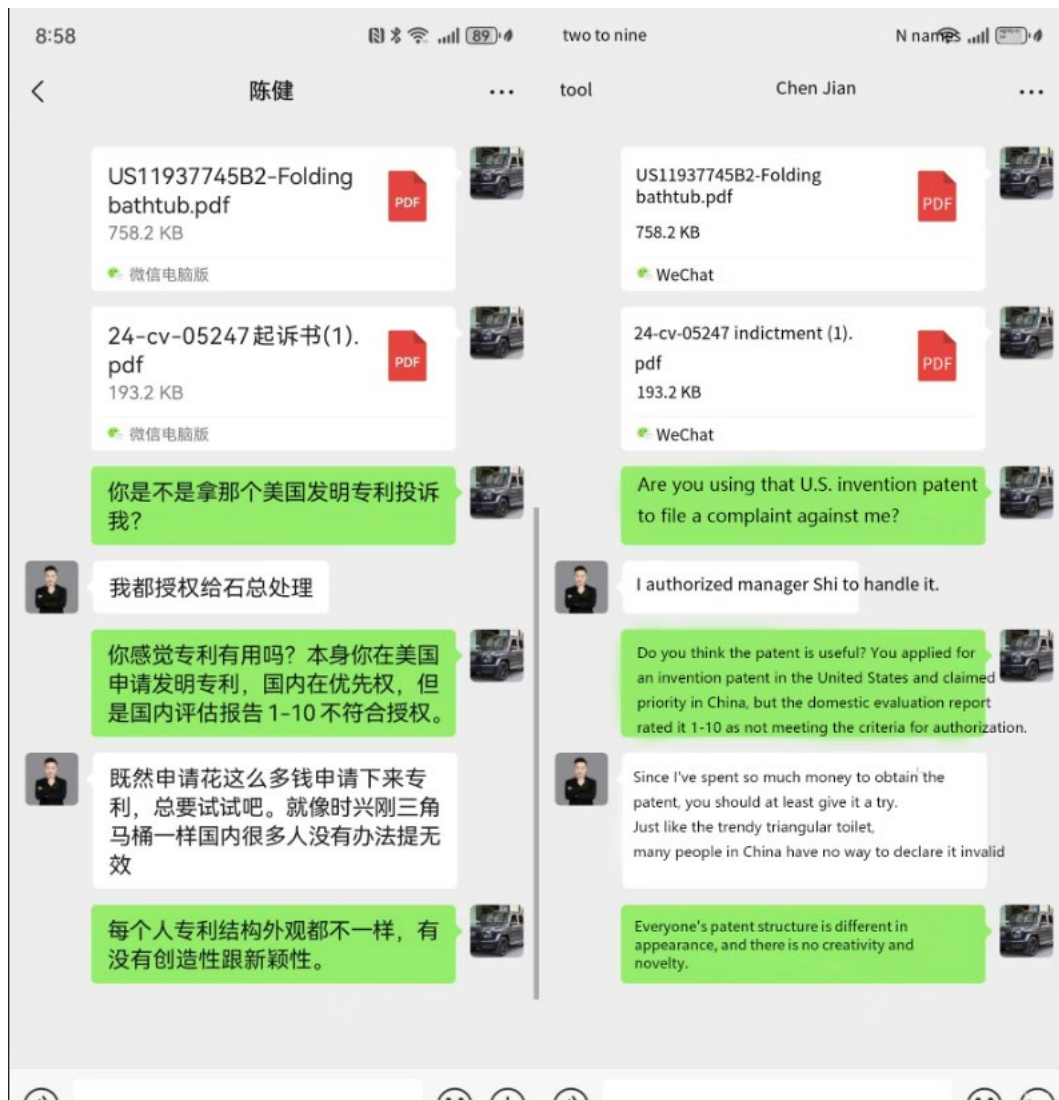 8:58
89
陈健
US11937745B2-Folding
bathtub.pdf
758.2 KB
PDF
微信电脑版
24-cv-05247起诉书(1).
pdf
193.2 KB
PDF
微信电脑版
你是不是拿那个美国发明专利投诉
我?
我都授权给石总处理
你感觉专利有用吗?本身你在美国
申请发明专利,国内在优先权,但
是国内评估报告1-10不符合授权。
既然申请花这么多钱申请下来专
利,总要试试吧。就像时兴刚三角
马桶一样国内很多人没有办法提无
效
每个人专利结构外观都不一样,有
没有创造性跟新颖性。
two to nine
N names
tool
Chen Jian
US11937745B2-Folding
bathtub.pdf
758.2 KB
PDF
WeChat
24-cv-05247 indictment (1).
pdf
193.2 KB
PDF
WeChat
Are you using that U.S. invention patent
to file a complaint against me?
I authorized manager Shi to handle it.
Do you think the patent is useful? You applied for
an invention patent in the United States and claimed
priority in China, but the domestic evaluation report
rated it 1-10 as not meeting the criteria for authorization.
Since I've spent so much money to obtain the
patent, you should at least give it a try.
Just like the trendy triangular toilet,
many people in China have no way to declare it invalid
Everyone's patent structure is different in
appearance, and there is no creativity and
novelty.